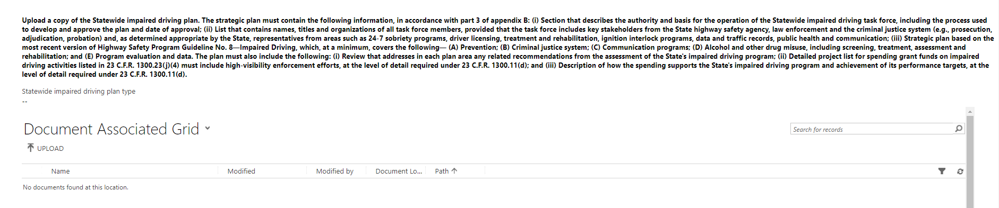 Upload a copy of the Statewide impaired driving plan. The strategic plan must contain the following information, in accordance with part 3 of appendix B: (i) Section that describes the authority and basis for the operation of the Statewide impaired driving task force, including the process used
to develop and approve the plan and date of approval; (ii) List that contains names, titles and organizations of all task force members, provided that the task force includes key stakeholders from the State highway safety agency, law enforcement and the criminal justice system (e.g., prosecution,
adjudication, probation) and, as determined appropriate by the State, representatives from areas such as 24-7 sobriety programs, driver licensing, treatment and rehabilitation, ignition interlock programs, data and traffic records, public health and communication; (iii) Strategic plan based on the
most recent version of Highway Safety Program Guideline No. 8—Impaired Driving, which, at a minimum, covers the following— (A) Prevention; (B) Criminal justice system; (C) Communication programs; (D) Alcohol and other drug misuse, including screening, treatment, assessment and
rehabilitation; and (E) Program evaluation and data. The plan must also include the following: (i) Review that addresses in each plan area any related recommendations from the assessment of the State's impaired driving program; (ii) Detailed project list for spending grant funds on impaired
driving activities listed in 23 C.F.R. 1300.23(j)(4) must include high-visibility enforcement efforts, at the level of detail required under 23 C.F.R. 1300.11(d); and (iii) Description of how the spending supports the State's impaired driving program and achievement of its performance targets, at the
level of detail required under 23 C.F.R. 1300.11(d).
Statewide impaired driving plan type
--
Document Associated Grid
Search for records
UPLOAD
Name Modified Modified by Document Lo... Path
No documents found at this location.